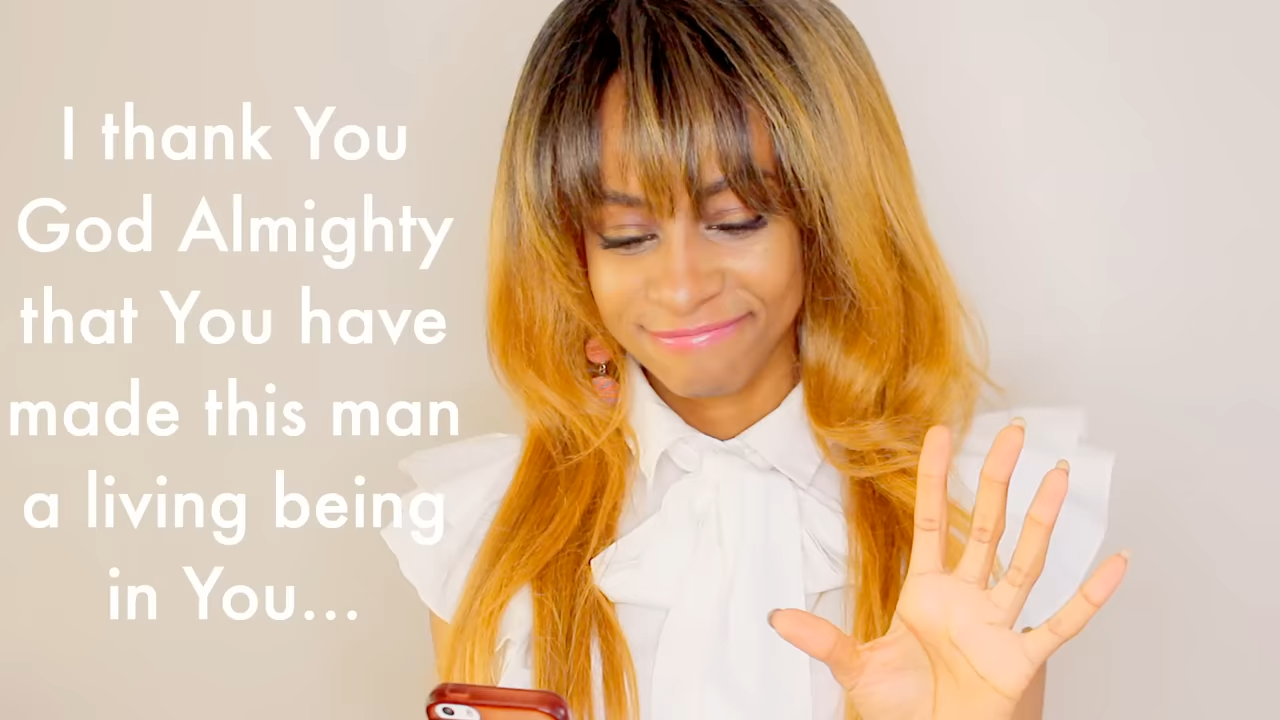 I thank You
God Almighty
that You have
made this man
a living being
in You...